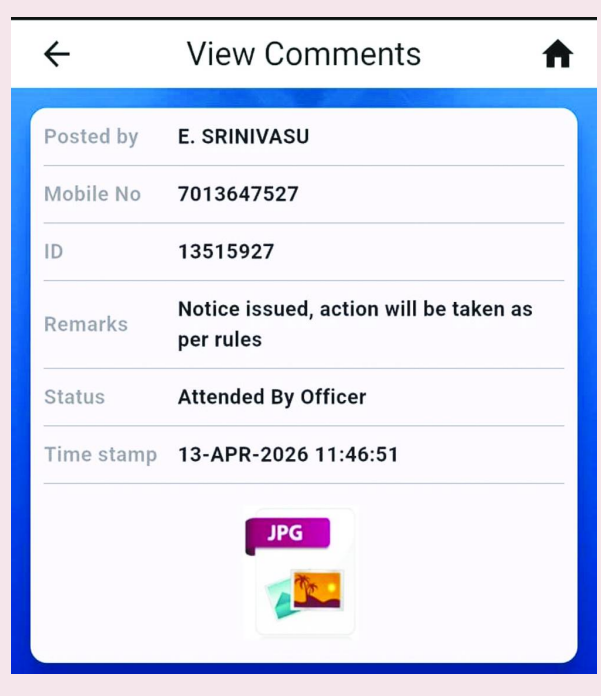 View Comments
Posted by E. SRINIVASU
Mobile No 7013647527
ID 13515927
Remarks Notice issued, action will be taken as
per rules
Status Attended By Officer
Time stamp 13-APR-2026 11:46:51
JPG